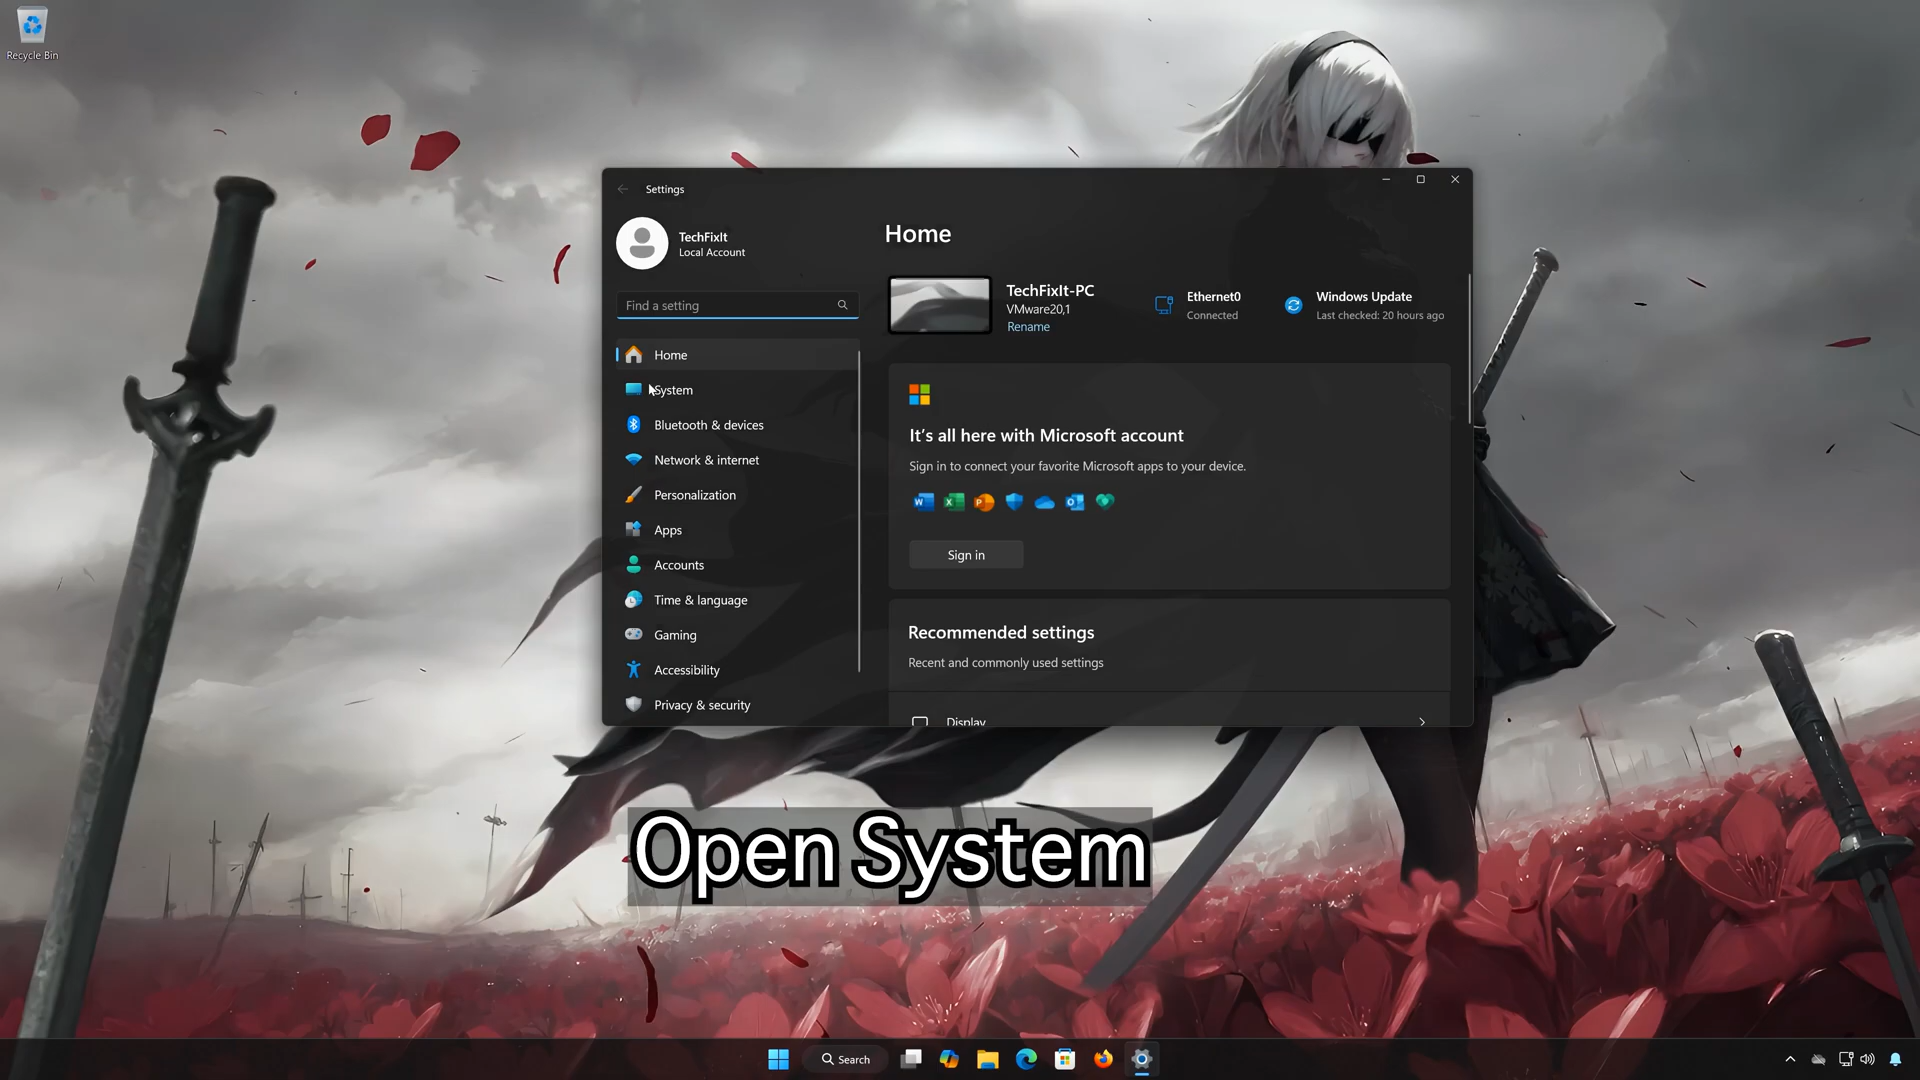 Recycle Bin
Settings
TechFixIt
Local Account
Find a setting
Home
System
Bluetooth & devices
Network & internet
Personalization
Apps
Accounts
Time & language
Gaming
Accessibility
Privacy & security
Home
TechFixIt-PC
VMware20,1
Rename
Ethernet0
Connected
Windows Update
Last checked: 20 hours ago
It's all here with Microsoft account
Sign in to connect your favorite Microsoft apps to your device.
Sign in
Recommended settings
Recent and commonly used settings
Display
Open System
Search